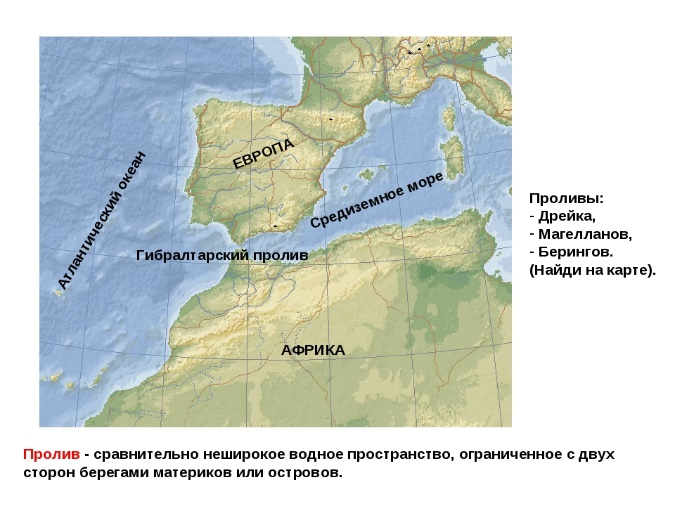 ЕВРОПА
Атлантический океан
Средиземное море
Гибралтарский пролив
АФРИКА
Проливы:
- Дрейка,
- Магелланов,
- Берингов.
(Найди на карте).
Пролив - сравнительно неширокое водное пространство, ограниченное с двух
сторон берегами материков или островов.